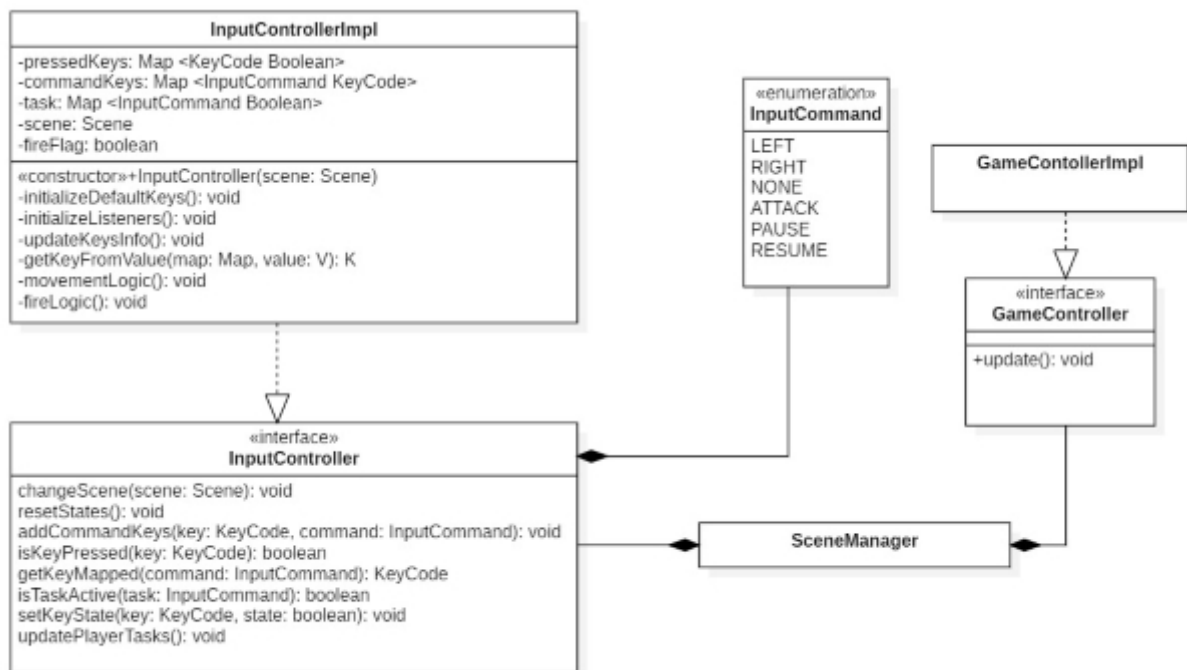 InputControllerImpl
-pressedKeys: Map <KeyCode Boolean>
-commandKeys: Map <InputCommand KeyCode>
-task: Map <InputCommand Boolean>
-scene: Scene
-fireFlag: boolean
«constructor»+InputController(scene: Scene)
-initializeDefaultKeys(): void
-initializeListeners(): void
-updateKeysInfo(): void
-getKeyFromValue(map: Map, value: V): K
-movementLogic(): void
-fireLogic(): void
«enumeration»
InputCommand
LEFT
RIGHT
NONE
ATTACK
PAUSE
RESUME
GameContollerImpl
«interface»
GameController
+update(): void
«interface»
InputController
changeScene(scene: Scene): void
resetStates(): void
addCommandKeys(key: KeyCode, command: InputCommand): void
isKeyPressed(key: KeyCode): boolean
getKeyMapped(command: InputCommand): KeyCode
isTaskActive(task: InputCommand): boolean
setKeyState(key: KeyCode, state: boolean): void
updatePlayerTasks(): void
SceneManager